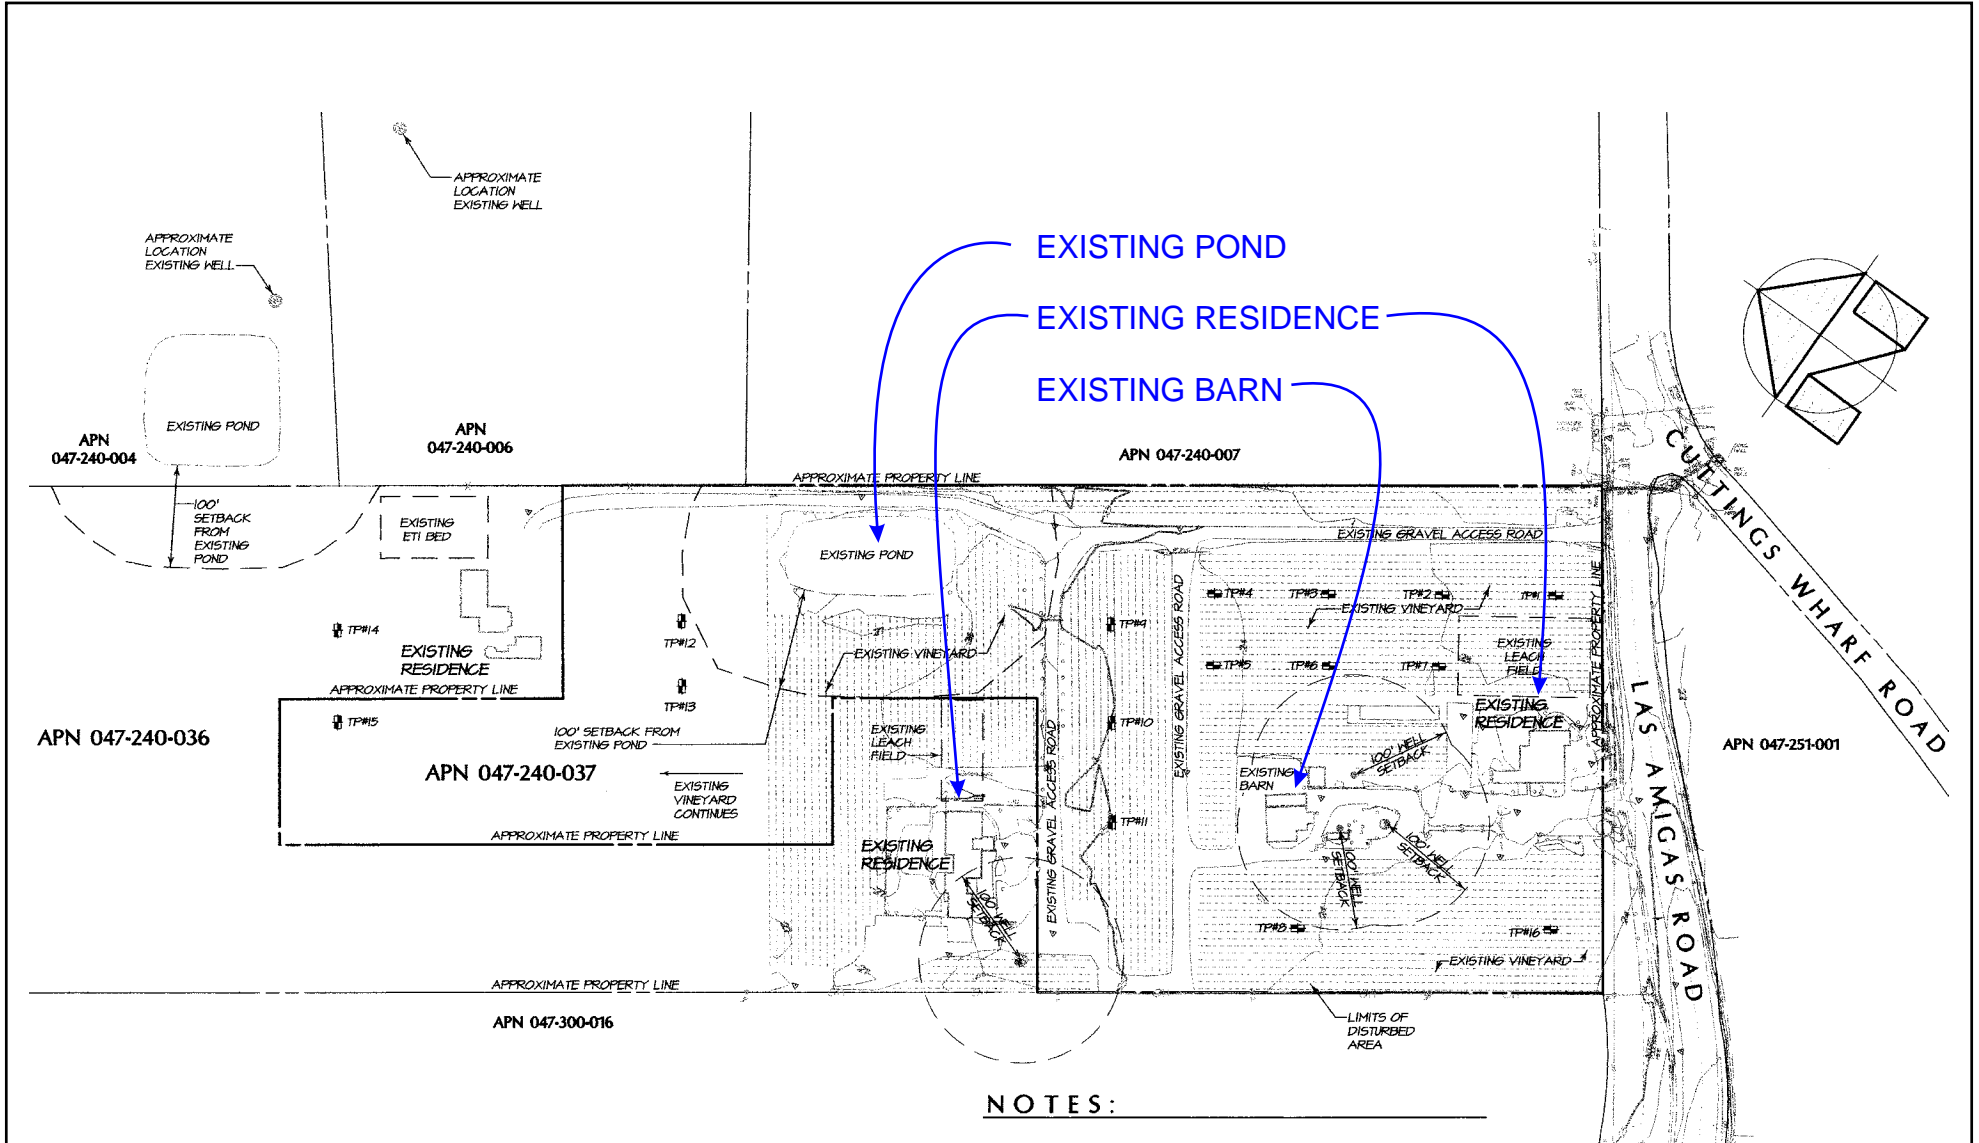 APPROXIMATE
LOCATION
EXISTING WELL
APPROXIMATE
LOCATION
EXISTING WELL
EXISTING POND
EXISTING RESIDENCE
EXISTING BARN
EXISTING POND
APN
047-240-004
APN
047-240-006
APN 047-240-007
CUTTINGS WHARF ROAD
APPROXIMATE PROPERTY LINE
100'
SETBACK
FROM
EXISTING
POND
EXISTING
ETI BED
EXISTING POND
EXISTING GRAVEL ACCESS ROAD
EXISTING GRAVEL ACCESS ROAD
APPROXIMATE PROPERTY LINE
TP#4
TP#3
TP#2
TP#1
EXISTING VINEYARD
TP#14
TP#12
TP#9
EXISTING
LEACH
FIELD
EXISTING
RESIDENCE
EXISTING VINEYARD
TP#5
TP#6
TP#7
APPROXIMATE PROPERTY LINE
TP#13
TP#15
TP#10
EXISTING
RESIDENCE
APN 047-240-036
100' SETBACK FROM
EXISTING POND
EXISTING
LEACH
FIELD
EXISTING GRAVEL ACCESS ROAD
100' WELL
SETBACK
LAS AMIGAS ROAD
APN 047-251-001
APN 047-240-037
EXISTING
VINEYARD
CONTINUES
EXISTING
BARN
TP#11
APPROXIMATE PROPERTY LINE
EXISTING
RESIDENCE
100' WELL
SETBACK
100' WELL
SETBACK
100' WELL
SETBACK
TP#8
TP#16
EXISTING VINEYARD
APPROXIMATE PROPERTY LINE
APN 047-300-016
LIMITS OF
DISTURBED
AREA
NOTES: